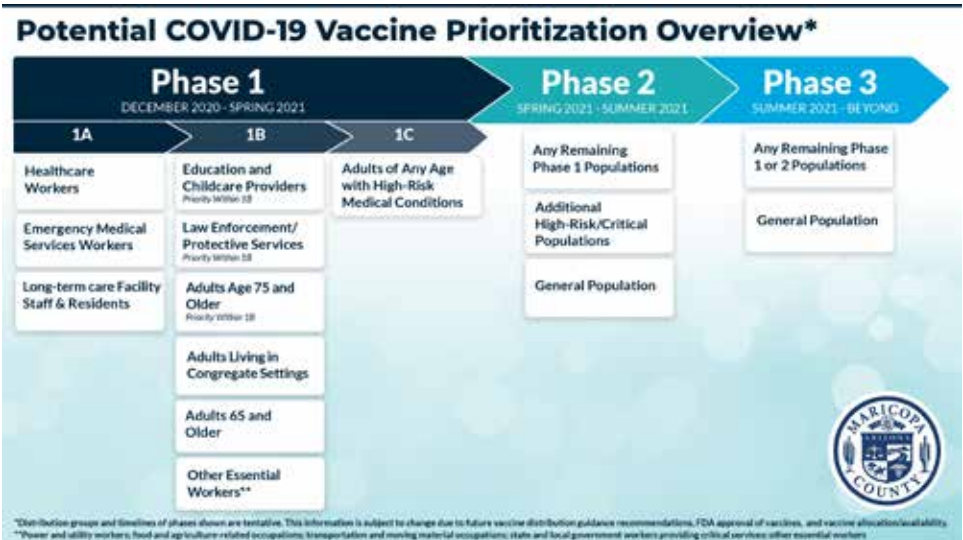 Potential COVID-19 Vaccine Prioritization Overview*
Phase 1
DECEMBER 2020 - SPRING 2021
Phase 2
SPRING 2021 - SUMMER 2021
Phase 3
SUMMER 2021 - BEYOND
1A
1B
1C
Healthcare
Workers
Emergency Medical
Services Workers
Long-term care Facility
Staff & Residents
Education and
Childcare Providers
Priority Within 1B
Law Enforcement/
Protective Services
Priority Within 1B
Adults Age 75 and
Older
Priority Within 1B
Adults Living in
Congregate Settings
Adults 65 and
Older
Other Essential
Workers**
Adults of Any Age
with High-Risk
Medical Conditions
Any Remaining
Phase 1 Populations
Additional
High-Risk/Critical
Populations
General Population
Any Remaining Phase
1 or 2 Populations
General Population
MARICOPA
ARIZONA
COUNTY
*Distribution groups and timelines of phases shown are tentative. This information is subject to change due to future vaccine distribution guidance recommendations, FDA approval of vaccines, and vaccine allocation/availability.
**Power and utility workers; food and agriculture related occupations; transportation and moving material occupations; state and local government workers providing critical services; other essential workers